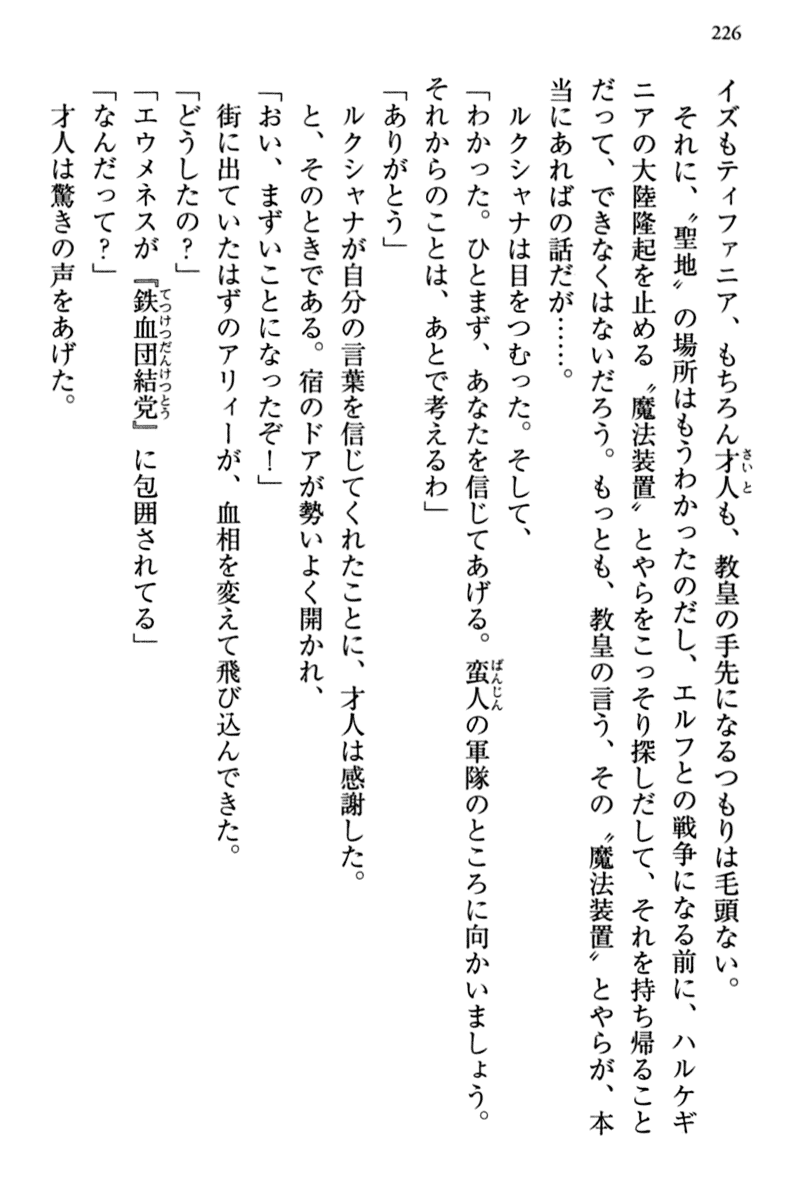 226
イズもティファニア、もちろん才人も、教皇の手先になるつもりは毛頭ない。
それに、〝聖地〟の場所はもうわかったのだし、エルフとの戦争になる前に、ハルケギ
ニアの大陸隆起を止める〝魔法装置〟とやらをこっそり探しだして、それを持ち帰ること
だって、できなくはないだろう。もっとも、教皇の言う、その〝魔法装置〟とやらが、本
当にあればの話だが……。
ルクシャナは目をつむった。そして、
「わかった。ひとまず、あなたを信じてあげる。蛮人の軍隊のところに向かいましょう。
それからのことは、あとで考えるわ」
「ありがとう」
ルクシャナが自分の言葉を信じてくれたことに、才人は感謝した。
と、そのときである。宿のドアが勢いよく開かれ、
「おい、まずいことになったぞ！」
街に出ていたはずのアリィーが、血相を変えて飛び込んできた。
「どうしたの？」
「エウメネスが『鉄血団結党』に包囲されてる」
「なんだって？」
才人は驚きの声をあげた。